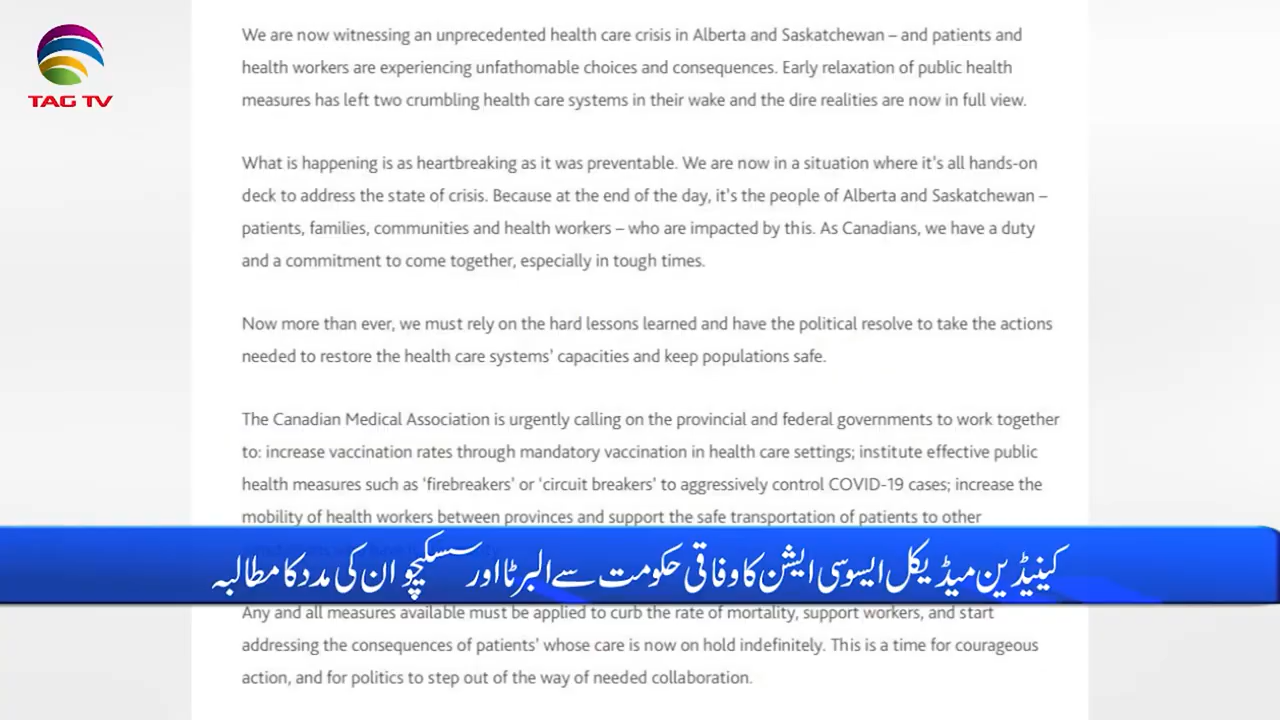 TAG TV
We are now witnessing an unprecedented health care crisis in Alberta and Saskatchewan – and patients and
health workers are experiencing unfathomable choices and consequences. Early relaxation of public health
measures has left two crumbling health care systems in their wake and the dire realities are now in full view.
What is happening is as heartbreaking as it was preventable. We are now in a situation where it's all hands-on
deck to address the state of crisis. Because at the end of the day, it's the people of Alberta and Saskatchewan –
patients, families, communities and health workers – who are impacted by this. As Canadians, we have a duty
and a commitment to come together, especially in tough times.
Now more than ever, we must rely on the hard lessons learned and have the political resolve to take the actions
needed to restore the health care systems' capacities and keep populations safe.
The Canadian Medical Association is urgently calling on the provincial and federal governments to work together
to: increase vaccination rates through mandatory vaccination in health care settings; institute effective public
health measures such as 'firebreakers' or 'circuit breakers' to aggressively control COVID-19 cases; increase the
mobility of health workers between provinces and support the safe transportation of patients to other
کینیڈین میڈیکل ایسوسی ایشن کا وفاقی حکومت سے البرٹا اور سسکیچو ان کی مدد کا مطالبہ
Any and all measures available must be applied to curb the rate of mortality, support workers, and start
addressing the consequences of patients' whose care is now on hold indefinitely. This is a time for courageous
action, and for politics to step out of the way of needed collaboration.